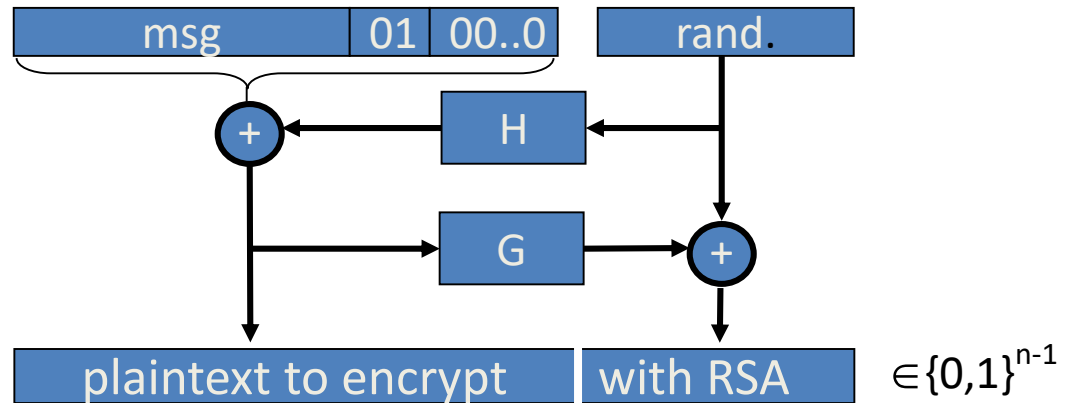 msg 01 00..0 rand.
+ H
G +
plaintext to encrypt with RSA ∈{0,1}ⁿ⁻¹